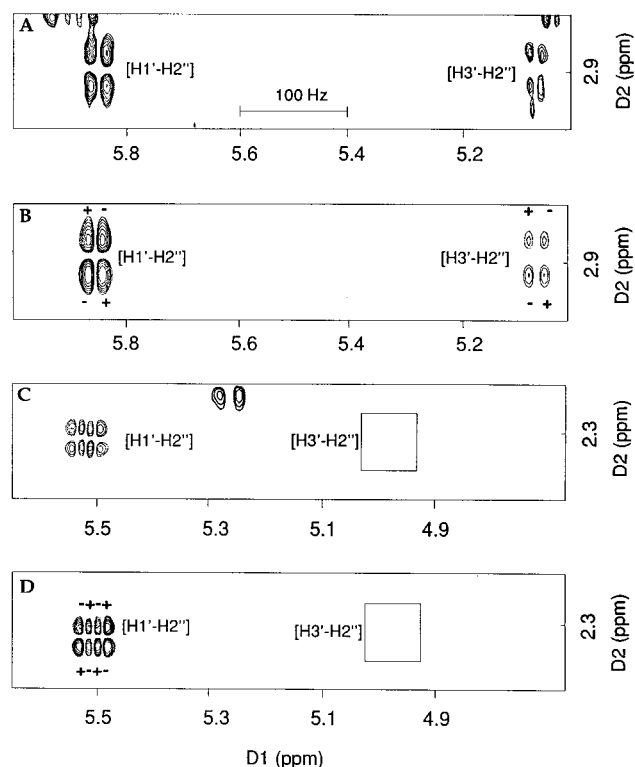 A
[H1'-H2"]
[H3'-H2"]
100 Hz
2.9
D2 (ppm)
5.8 5.6 5.4 5.2
B
+ -
+ -
[H1'-H2"]
[H3'-H2"]
- +
- +
2.9
D2 (ppm)
5.8 5.6 5.4 5.2
C
[H1'-H2"]
[H3'-H2"]
2.3
D2 (ppm)
5.5 5.3 5.1 4.9
D
-+-+
[H1'-H2"]
[H3'-H2"]
+-+-
2.3
D2 (ppm)
5.5 5.3 5.1 4.9
D1 (ppm)